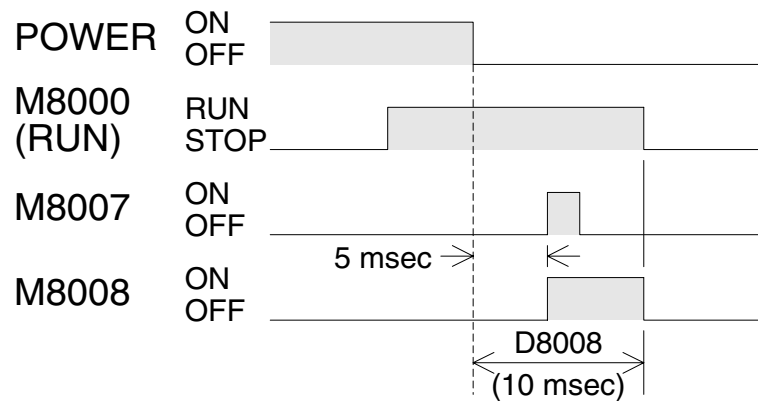 POWER ON
OFF
M8000 RUN
(RUN) STOP
M8007 ON
OFF
5 msec
M8008 ON
OFF
D8008
(10 msec)